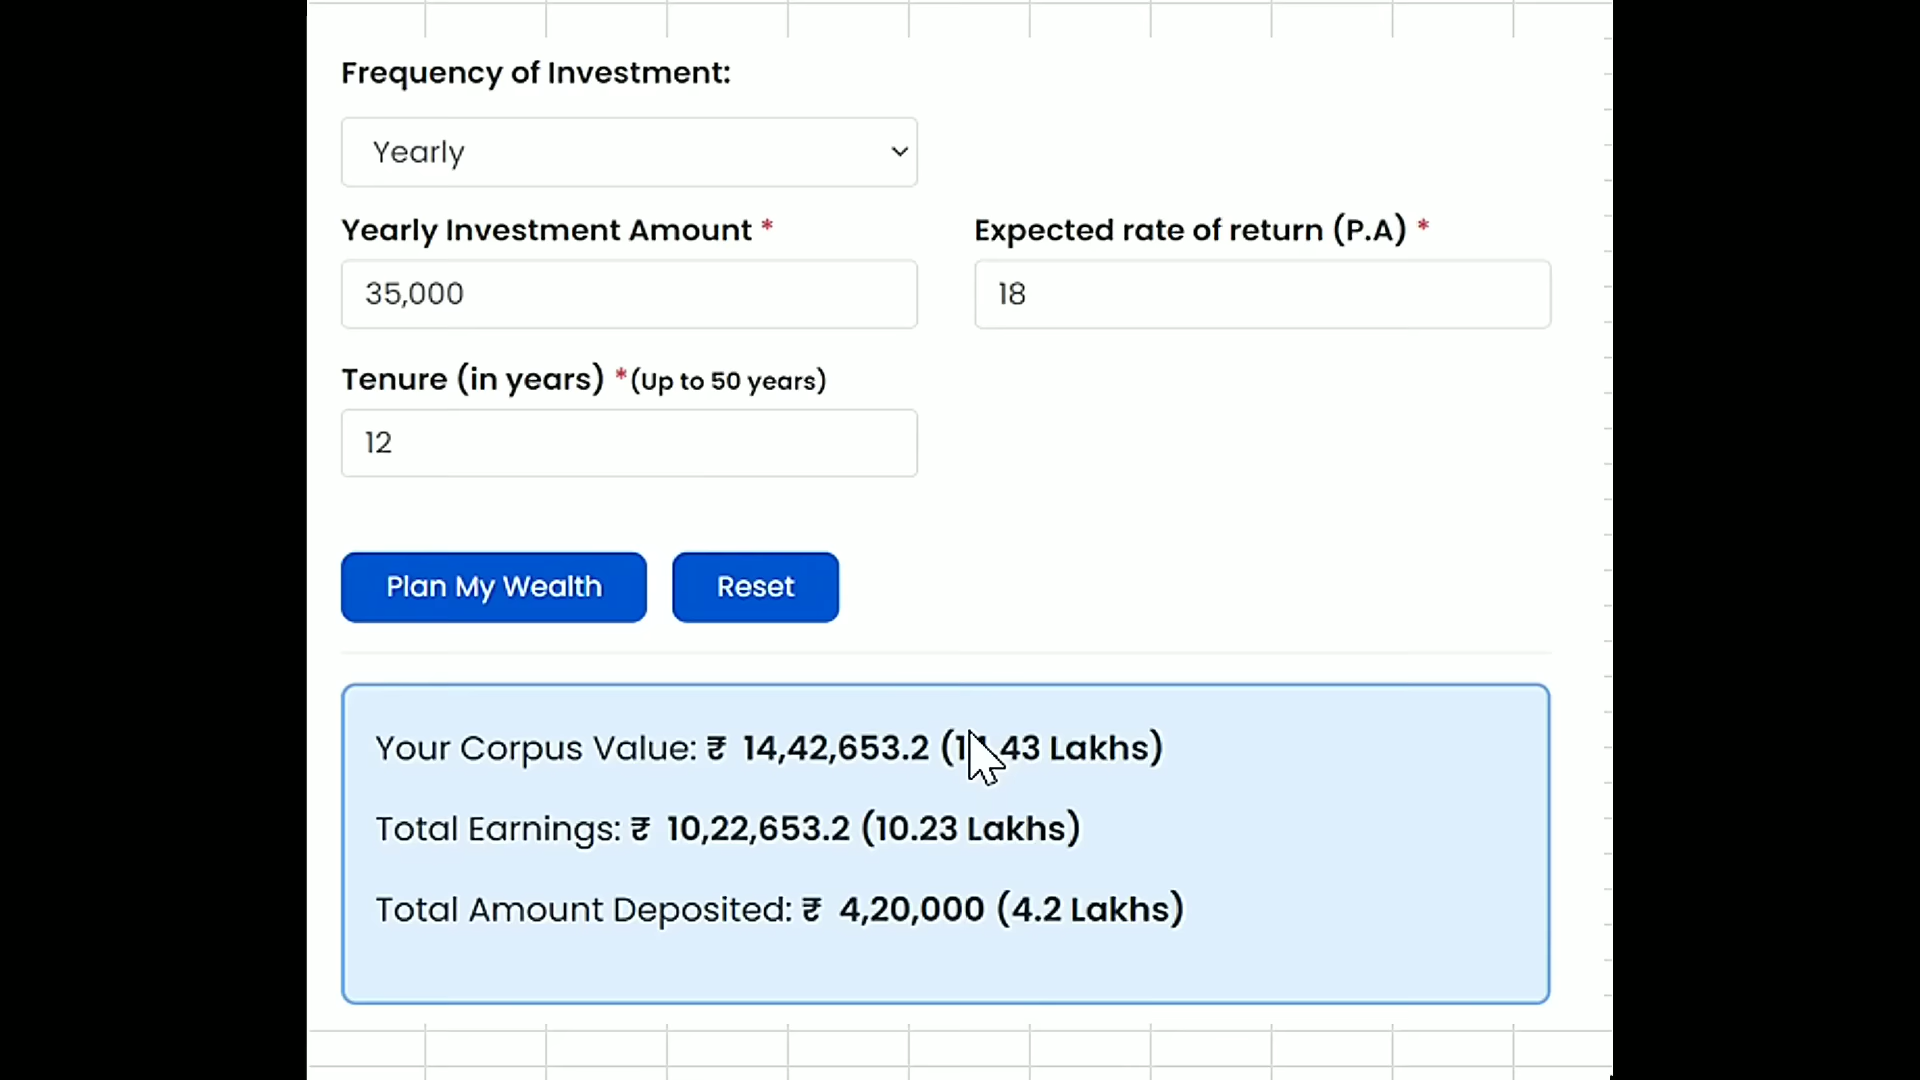 Frequency of Investment:
Yearly
Yearly Investment Amount * Expected rate of return (P.A) *
35,000 18
Tenure (in years) *(Up to 50 years)
12
Plan My Wealth Reset
Your Corpus Value: ₹ 14,42,653.2 (14.43 Lakhs)
Total Earnings: ₹ 10,22,653.2 (10.23 Lakhs)
Total Amount Deposited: ₹ 4,20,000 (4.2 Lakhs)